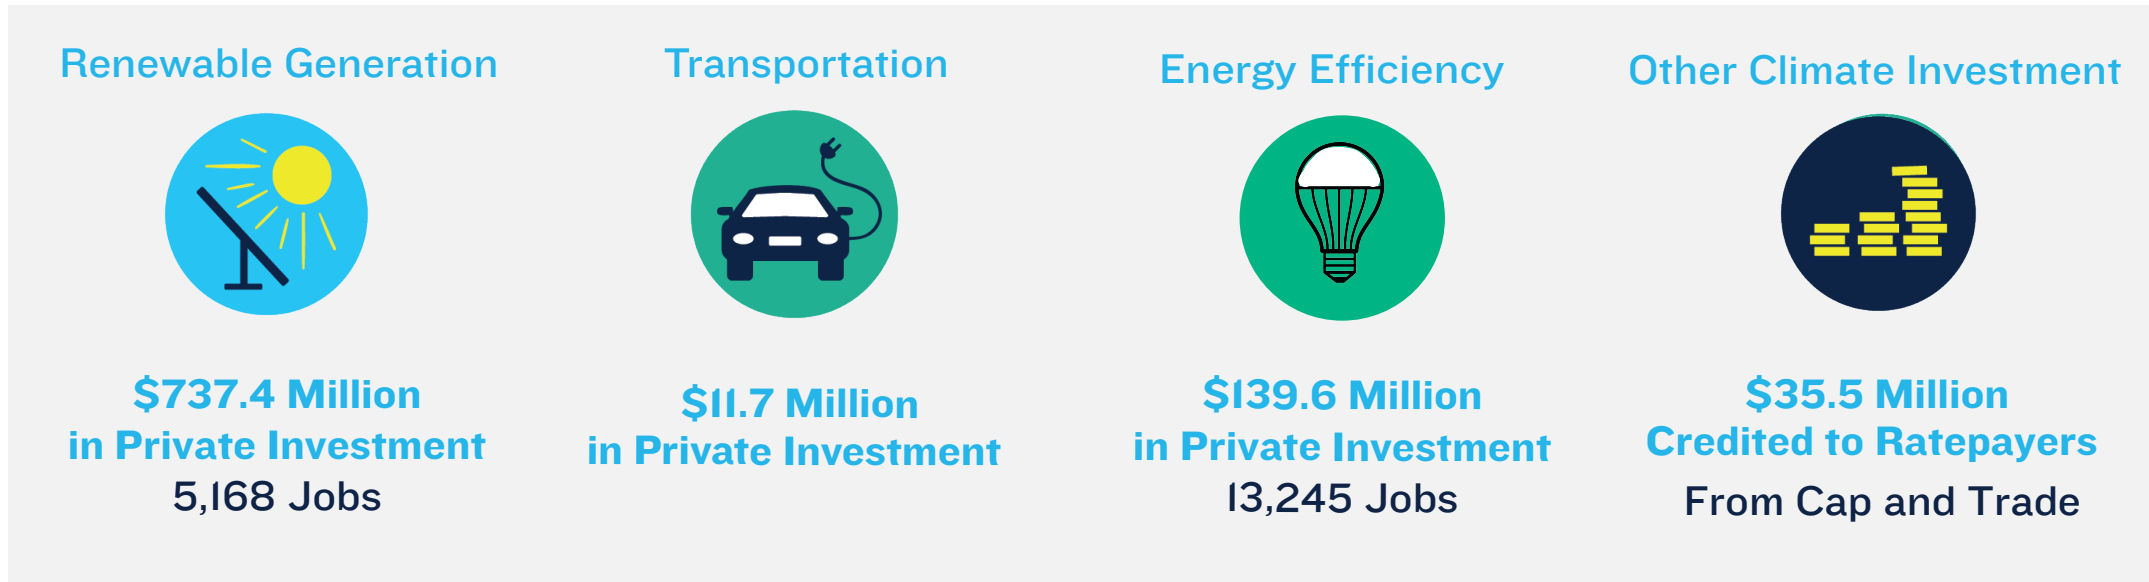 Renewable Generation
$737.4 Million
in Private Investment
5,168 Jobs
Transportation
$11.7 Million
in Private Investment
Energy Efficiency
$139.6 Million
in Private Investment
13,245 Jobs
Other Climate Investment
$35.5 Million
Credited to Ratepayers
From Cap and Trade